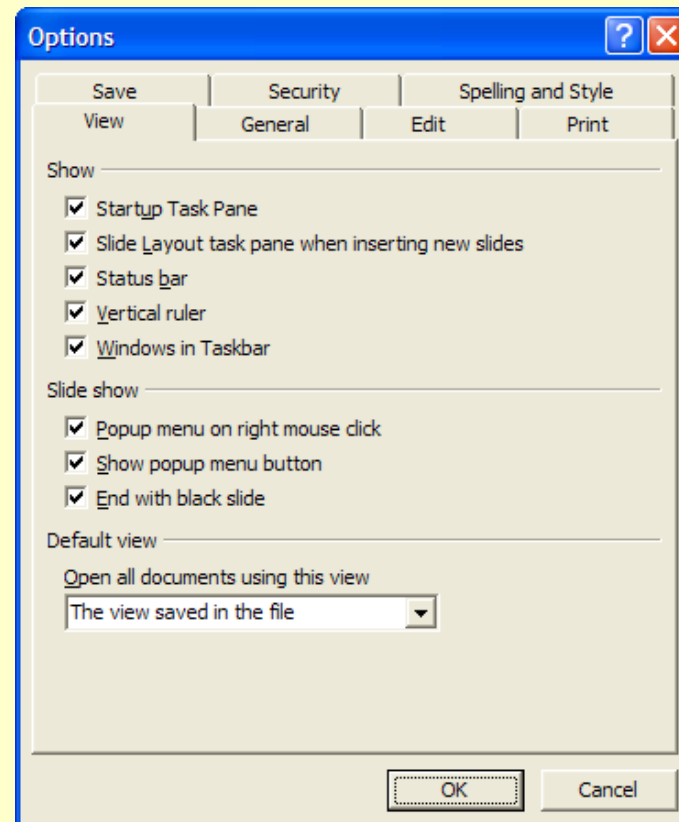 Options
Save Security Spelling and Style
View General Edit Print
Show
Startup Task Pane
Slide Layout task pane when inserting new slides
Status bar
Vertical ruler
Windows in Taskbar
Slide show
Popup menu on right mouse click
Show popup menu button
End with black slide
Default view
Open all documents using this view
The view saved in the file
OK Cancel